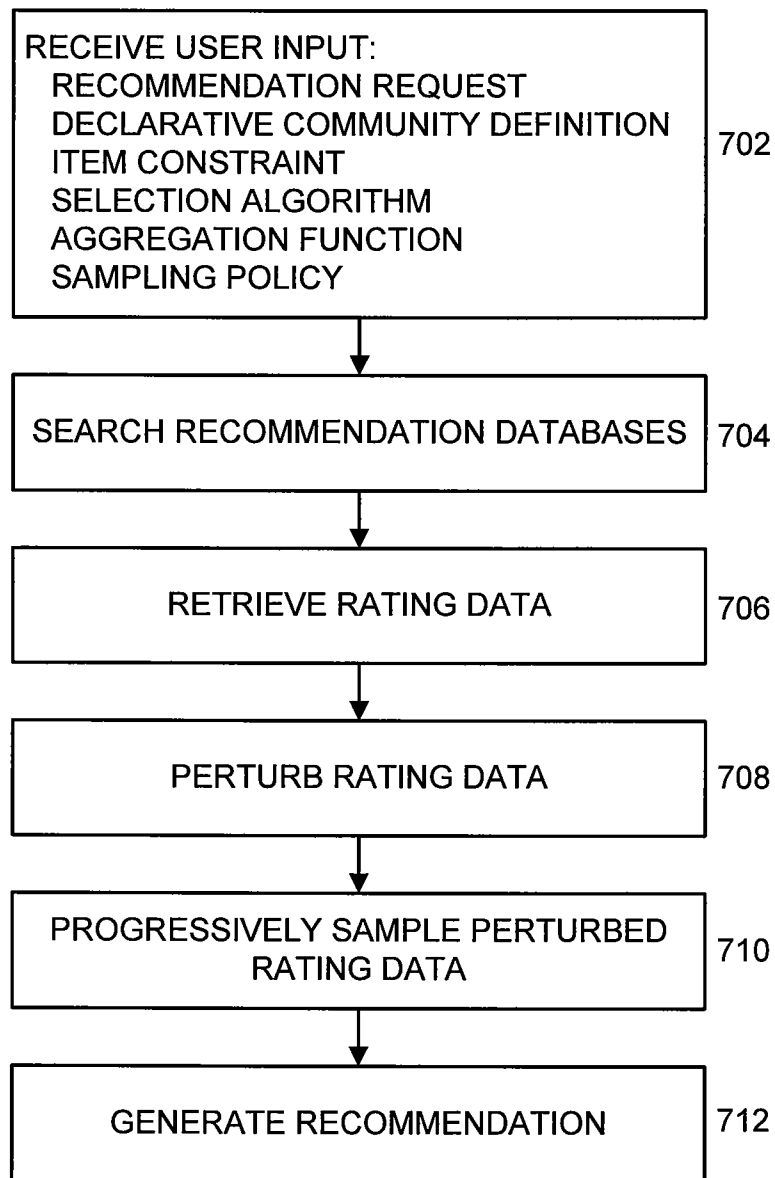 RECEIVE USER INPUT:
RECOMMENDATION REQUEST
DECLARATIVE COMMUNITY DEFINITION
ITEM CONSTRAINT
SELECTION ALGORITHM
AGGREGATION FUNCTION
SAMPLING POLICY
702
SEARCH RECOMMENDATION DATABASES
704
RETRIEVE RATING DATA
706
PERTURB RATING DATA
708
PROGRESSIVELY SAMPLE PERTURBED
RATING DATA
710
GENERATE RECOMMENDATION
712